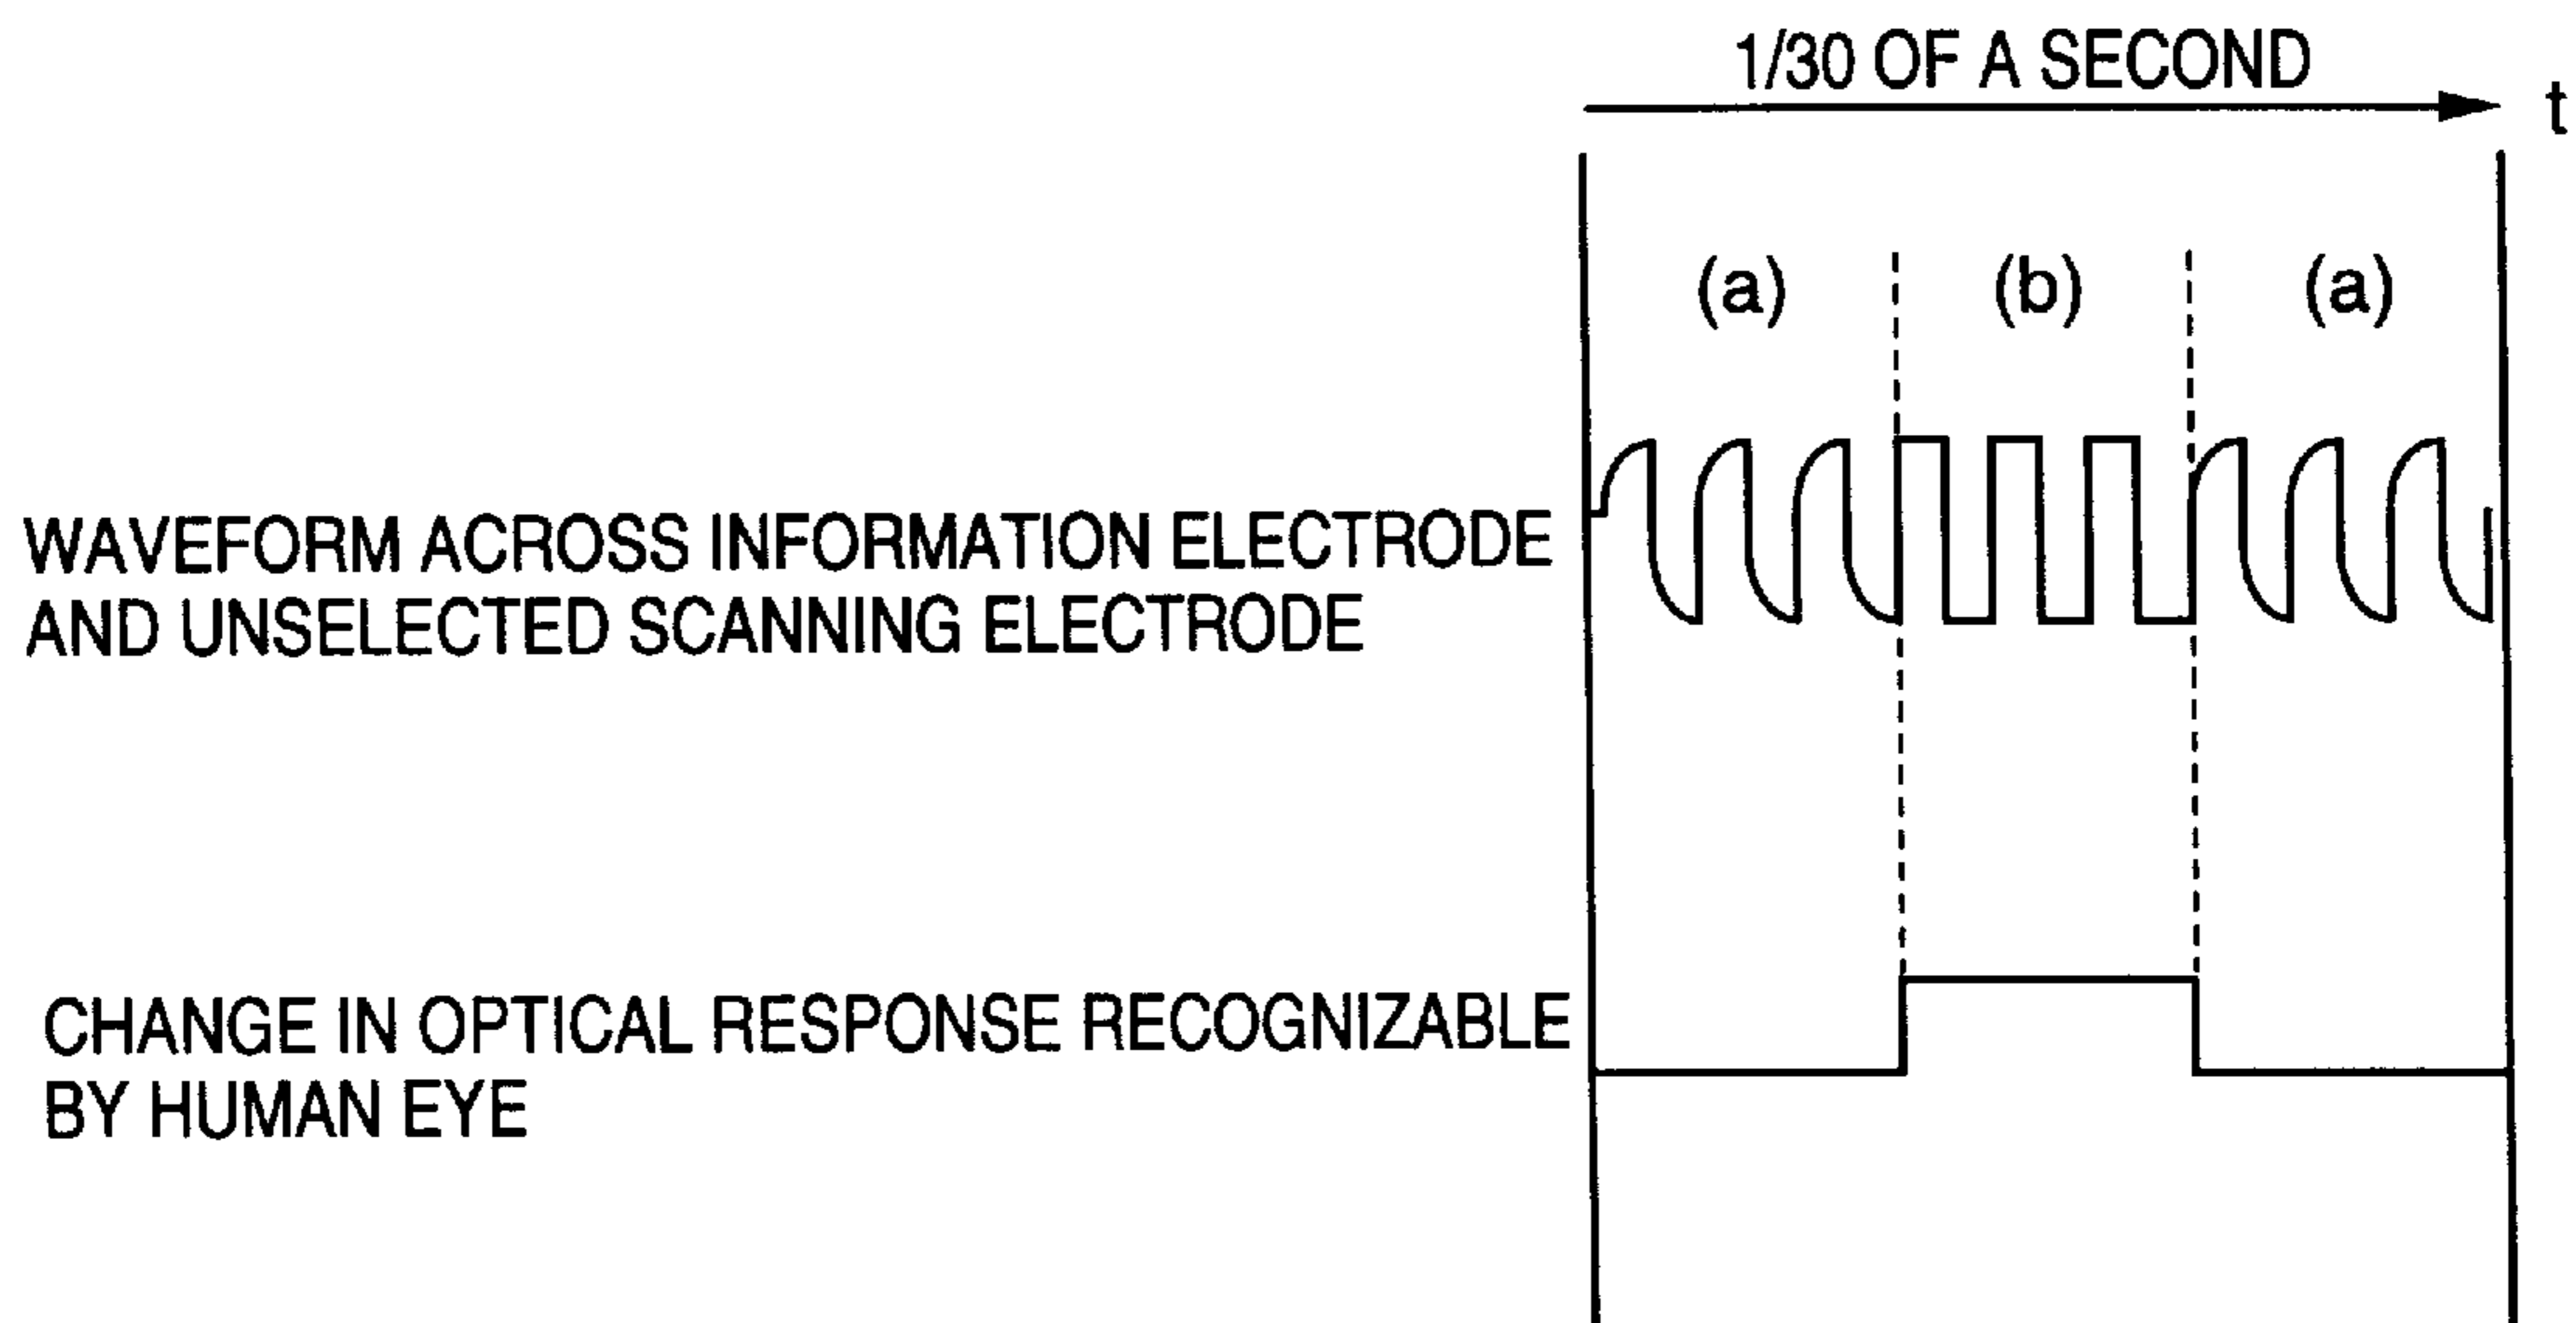 1/30 OF A SECOND
t
(a) (b) (a)
WAVEFORM ACROSS INFORMATION ELECTRODE
AND UNSELECTED SCANNING ELECTRODE
CHANGE IN OPTICAL RESPONSE RECOGNIZABLE
BY HUMAN EYE